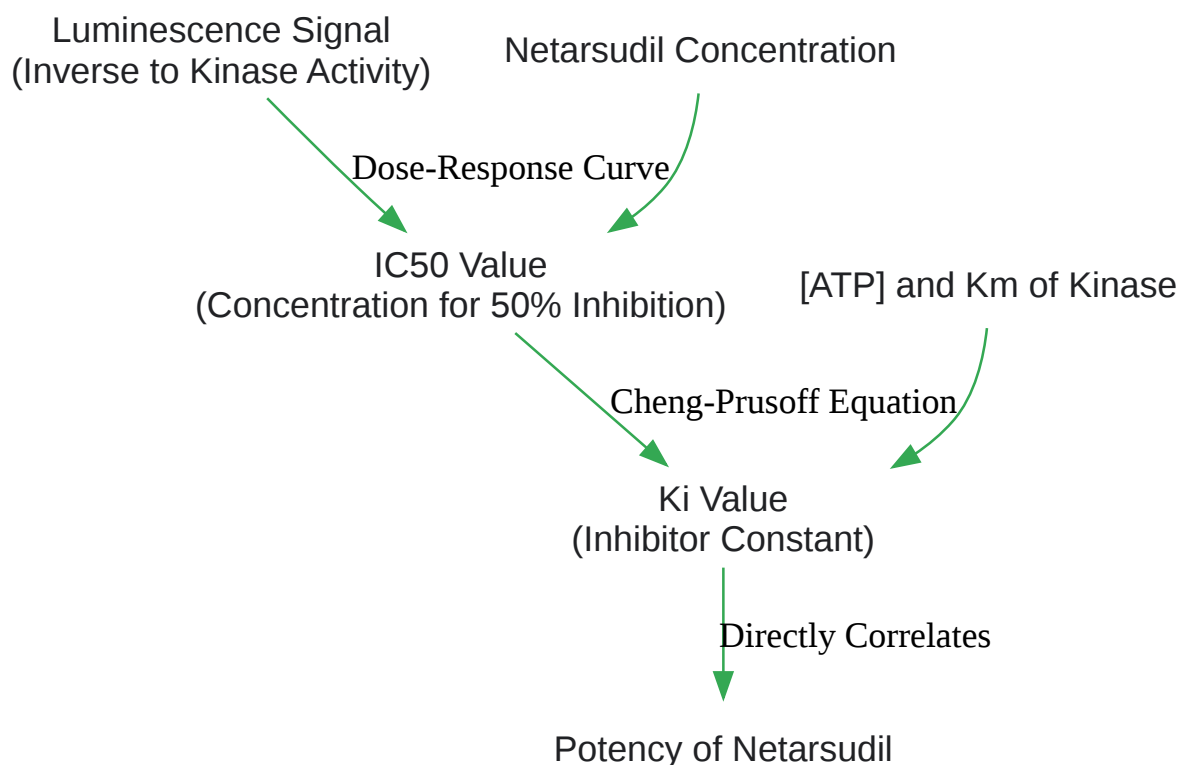 Luminescence Signal
(Inverse to Kinase Activity)
Netarsudil Concentration
Dose-Response Curve
IC50 Value
(Concentration for 50% Inhibition)
[ATP] and Km of Kinase
Cheng-Prusoff Equation
Ki Value
(Inhibitor Constant)
Directly Correlates
Potency of Netarsudil